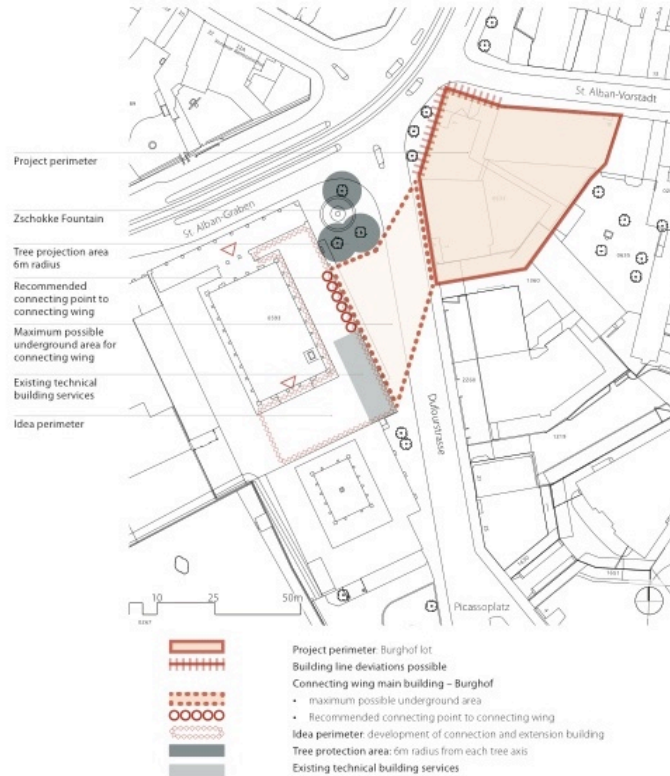 St. Alban-Vorstadt
Project perimeter
Zschokke Fountain
St. Alban-Graben
Tree projection area
6m radius
Recommended
connecting point to
connecting wing
Maximum possible
underground area for
connecting wing
Existing technical
building services
Idea perimeter
Dufourstrasse
Picassoplatz
10 25 50m
Project perimeter: Burghof lot
Building line deviations possible
Connecting wing main building – Burghof
• maximum possible underground area
• Recommended connecting point to connecting wing
Idea perimeter: development of connection and extension building
Tree protection area: 6m radius from each tree axis
Existing technical building services